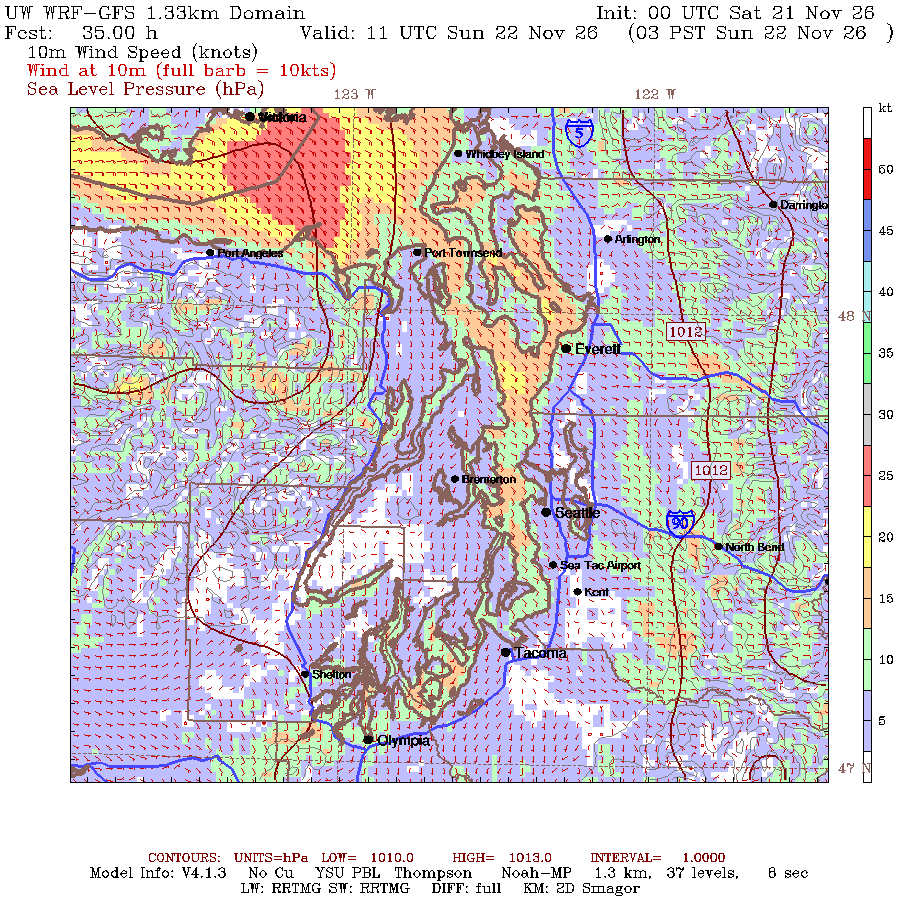 UW WRF-GFS 1.33km Domain Init: 00 UTC Sat 21 Nov 26
Fcst: 35.00 h Valid: 11 UTC Sun 22 Nov 26 (03 PST Sun 22 Nov 26 )
10m Wind Speed (knots)
Wind at 10m (full barb = 10kts)
Sea Level Pressure (hPa)
123 W 122 W
kt
Victoria
5
Whidbey Island
60
Darringto
45
Arlington
Port Angeles
Port Townsend
40
48 N
1012
Everett
35
30
1012
Bremerton
25
Seattle
90
20
North Bend
Sea Tac Airport
Kent
15
Tacoma
10
Shelton
5
Olympia
47 N
CONTOURS: UNITS=hPa LOW= 1010.0 HIGH= 1013.0 INTERVAL= 1.0000
Model Info: V4.1.3 No Cu YSU PBL Thompson Noah-MP 1.3 km, 37 levels, 8 sec
LW: RRTMG SW: RRTMG DIFF: full KM: 2D Smagor